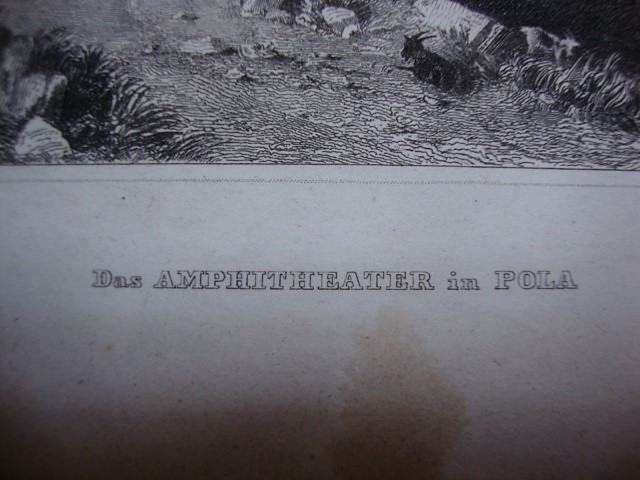 Das AMPHITHEATER in POLA